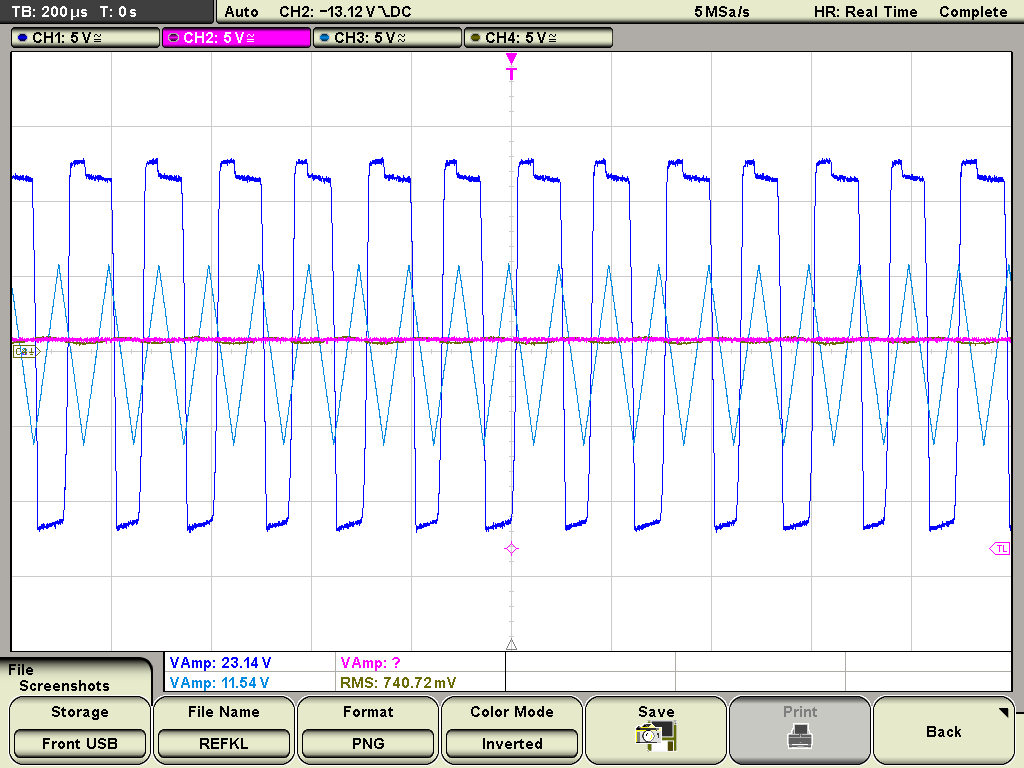 TB: 200 µs T: 0 s Auto CH2: −13.12 V DC 5 MSa/s HR: Real Time Complete
CH1: 5 V≅ CH2: 5 V≅ CH3: 5 V≈ CH4: 5 V≅
T
TL
File
Screenshots
VAmp: 23.14 V VAmp: ?
VAmp: 11.54 V RMS: 740.72 mV
Storage File Name Format Color Mode Save Print Back
Front USB REFKL PNG Inverted